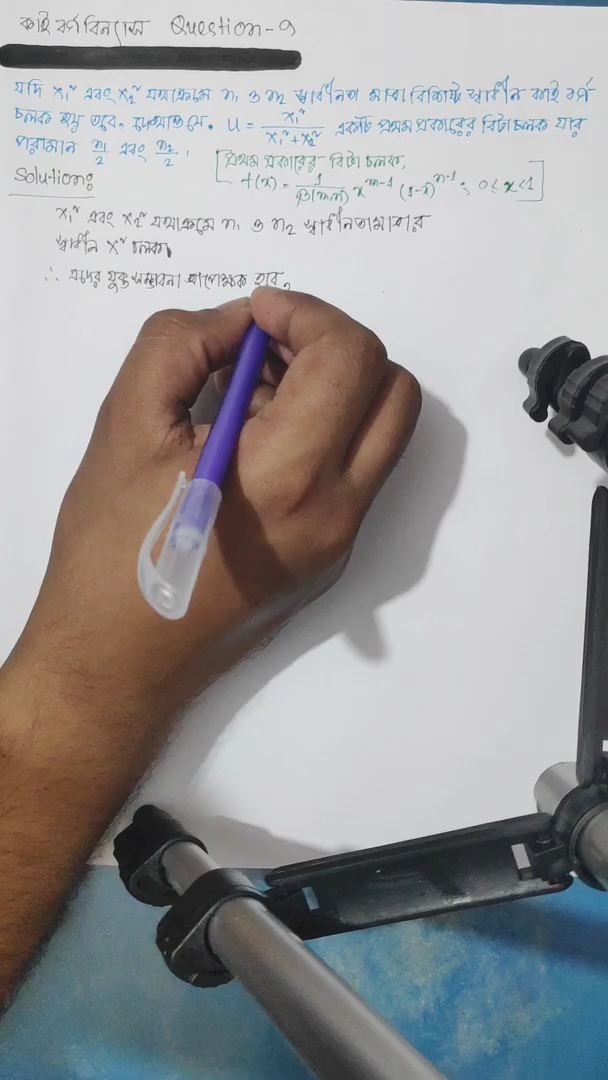 কাই বর্গ বিন্যাস Question-9
যদি x₁² এবং x₂² যথাক্রমে n₁ ও n₂ স্বাধীনতা মাত্রা বিশিষ্ট স্বাধীন কাই বর্গ
চলক হয় তবে, দেখাও যে, U = x₁²/(x₁²+x₂²) একটি প্রথম প্রকারের বিটা চলক যার
পরামান n₁/2 এবং n₂/2 ।
[প্রথম প্রকারের বিটা চলক,
f(x) = 1/β(m,n) x^(m-1) (1-x)^(n-1) ; 0<x<1]
Solution:
x₁² এবং x₂² যথাক্রমে n₁ ও n₂ স্বাধীনতা মাত্রার
স্বাধীন x² চলক।
∴ এদের যুক্ত সম্ভাবনা অপেক্ষক হবে,